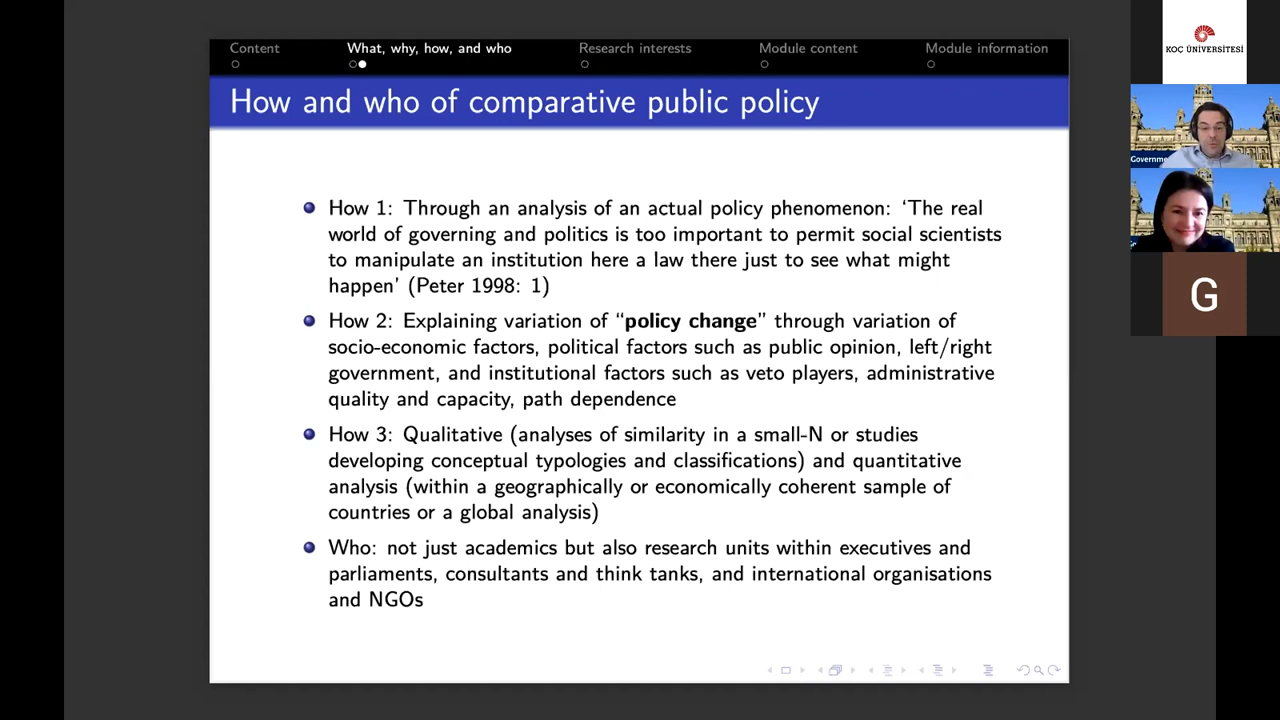 Content
What, why, how, and who
Research interests
Module content
Module information
How and who of comparative public policy
How 1: Through an analysis of an actual policy phenomenon: ‘The real
world of governing and politics is too important to permit social scientists
to manipulate an institution here a law there just to see what might
happen’ (Peter 1998: 1)
How 2: Explaining variation of “policy change” through variation of
socio-economic factors, political factors such as public opinion, left/right
government, and institutional factors such as veto players, administrative
quality and capacity, path dependence
How 3: Qualitative (analyses of similarity in a small-N or studies
developing conceptual typologies and classifications) and quantitative
analysis (within a geographically or economically coherent sample of
countries or a global analysis)
Who: not just academics but also research units within executives and
parliaments, consultants and think tanks, and international organisations
and NGOs
KOÇ ÜNİVERSİTESİ
G